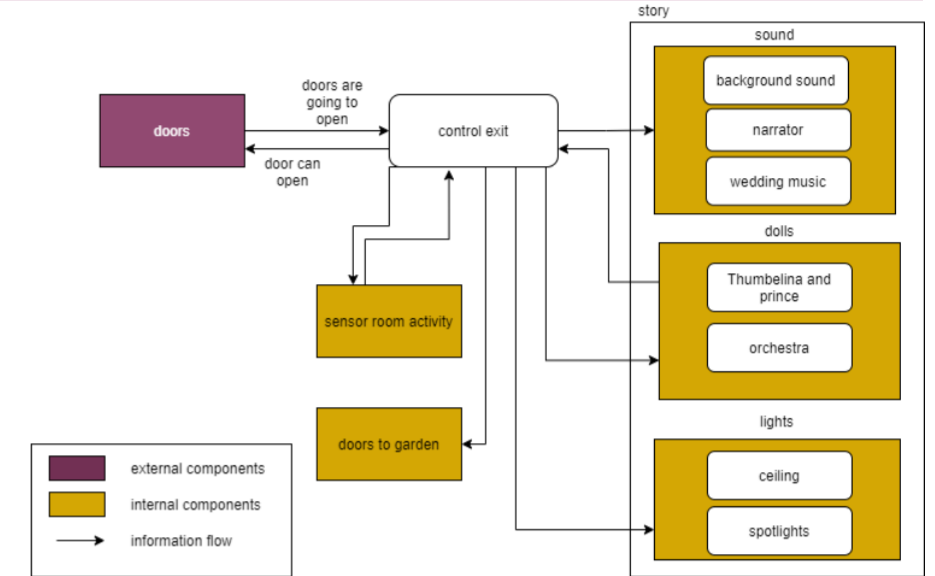 story
sound
background sound
narrator
wedding music
doors are
going to
open
doors
control exit
door can
open
dolls
Thumbelina and
prince
orchestra
sensor room activity
lights
doors to garden
ceiling
spotlights
external components
internal components
information flow